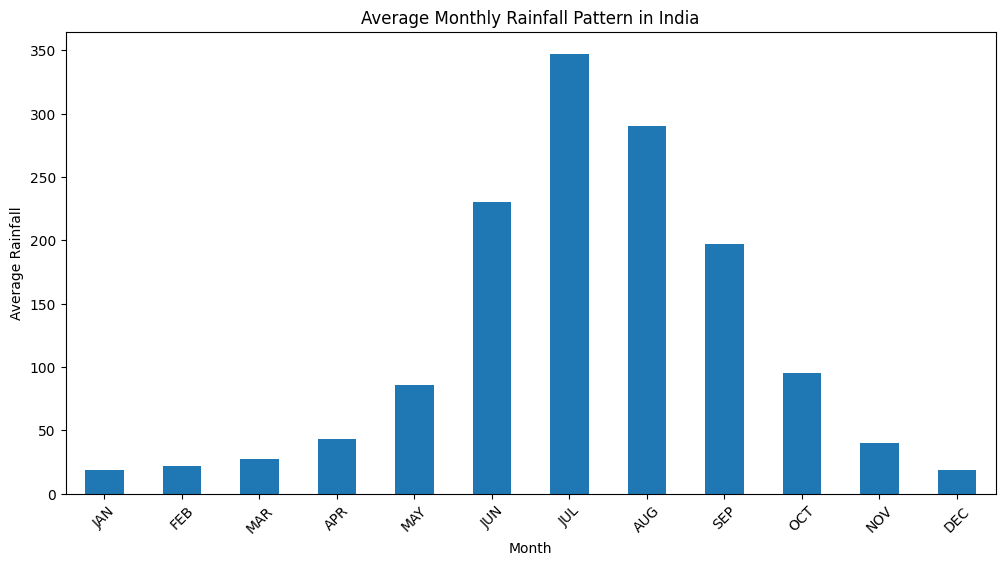 Average Monthly Rainfall Pattern in India
Average Rainfall
350
300
250
200
150
100
50
0
JAN FEB MAR APR MAY JUN JUL AUG SEP OCT NOV DEC
Month